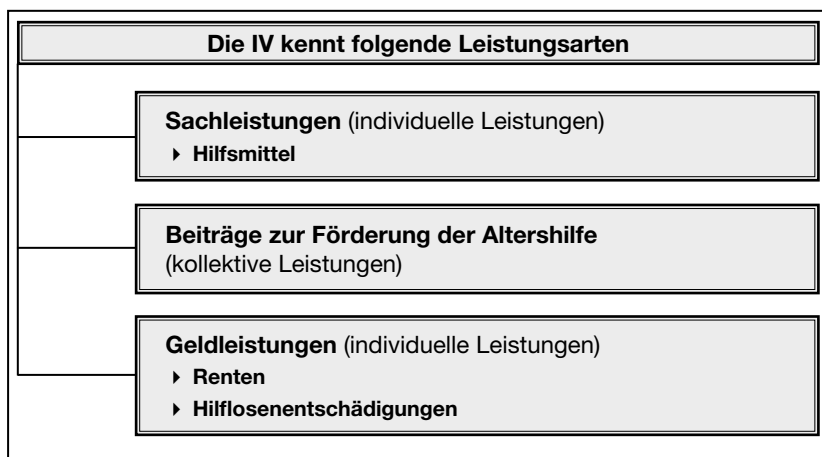 Die IV kennt folgende Leistungsarten
Sachleistungen (individuelle Leistungen)
‣ Hilfsmittel
Beiträge zur Förderung der Altershilfe
(kollektive Leistungen)
Geldleistungen (individuelle Leistungen)
‣ Renten
‣ Hilflosenentschädigungen